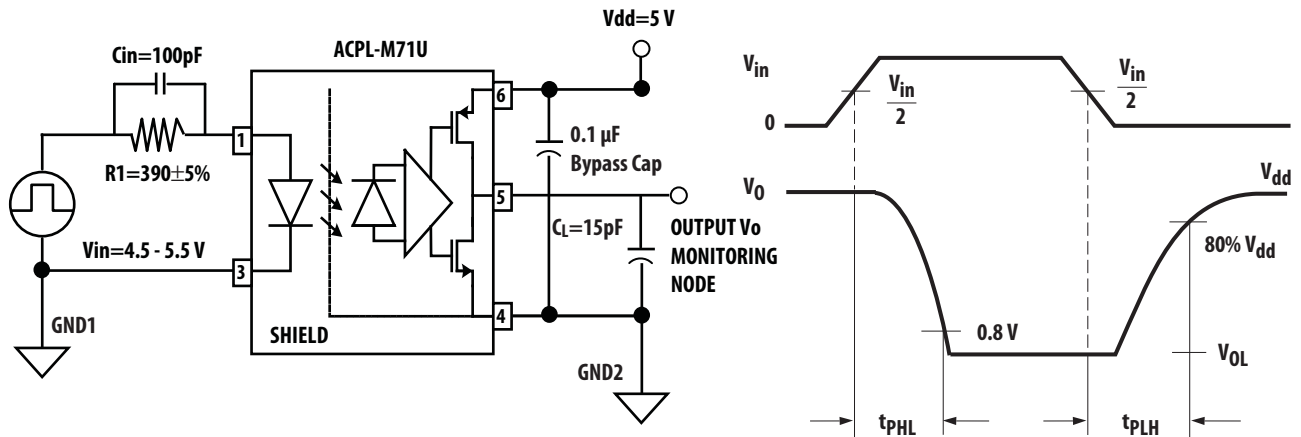 Vdd=5 V
ACPL-M71U
Cin=100pF
R1=390±5%
1
6
0.1 µF
Bypass Cap
5
CL=15pF
OUTPUT Vo
MONITORING
NODE
Vin=4.5 - 5.5 V
3
4
SHIELD
GND1
GND2
Vin
Vin
2
Vin
2
0
VO
Vdd
80% Vdd
0.8 V
VOL
tPHL
tPLH